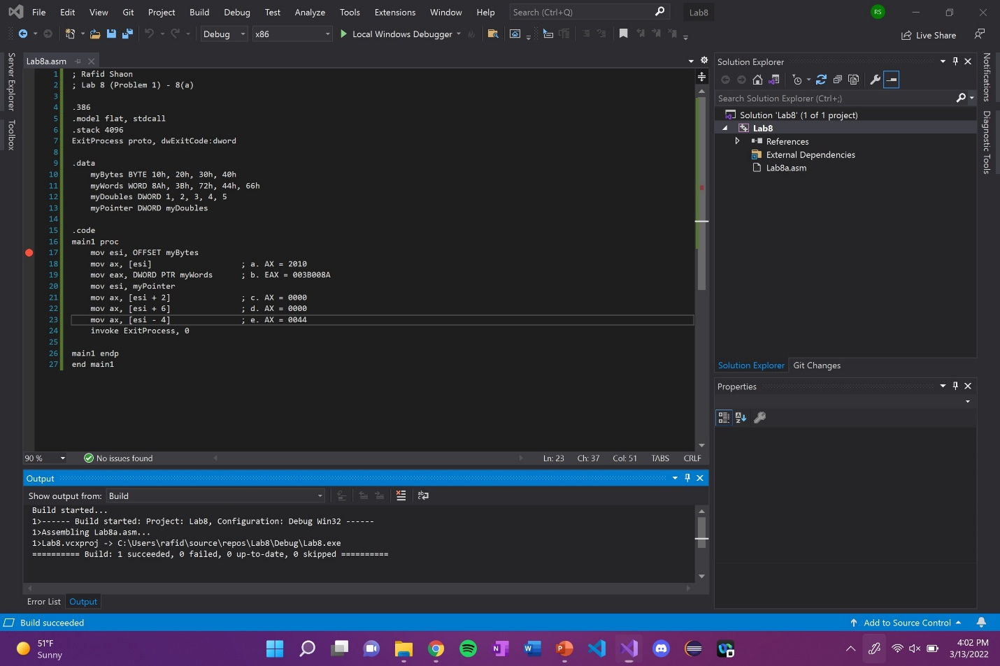 File Edit View Git Project Build Debug Test Analyze Tools Extensions Window Help Search (Ctrl+Q) Lab8 RS
Debug x86 Local Windows Debugger Live Share
Server Explorer
Toolbox
Lab8a.asm
1 ; Rafid Shaon
2 ; Lab 8 (Problem 1) - 8(a)
3
4 .386
5 .model flat, stdcall
6 .stack 4096
7 ExitProcess proto, dwExitCode:dword
8
9 .data
10 myBytes BYTE 10h, 20h, 30h, 40h
11 myWords WORD 8Ah, 3Bh, 72h, 44h, 66h
12 myDoubles DWORD 1, 2, 3, 4, 5
13 myPointer DWORD myDoubles
14
15 .code
16 main1 proc
17 mov esi, OFFSET myBytes
18 mov ax, [esi] ; a. AX = 2010
19 mov eax, DWORD PTR myWords ; b. EAX = 003B008A
20 mov esi, myPointer
21 mov ax, [esi + 2] ; c. AX = 0000
22 mov ax, [esi + 6] ; d. AX = 0000
23 mov ax, [esi - 4] ; e. AX = 0044
24 invoke ExitProcess, 0
25
26 main1 endp
27 end main1
90 % No issues found Ln: 23 Ch: 37 Col: 51 TABS CRLF
Output
Show output from: Build
Build started...
1>------ Build started: Project: Lab8, Configuration: Debug Win32 ------
1>Assembling Lab8a.asm...
1>Lab8.vcxproj -> C:\Users\rafid\source\repos\Lab8\Debug\Lab8.exe
========== Build: 1 succeeded, 0 failed, 0 up-to-date, 0 skipped ==========
Error List Output
Solution Explorer
Search Solution Explorer (Ctrl+;)
Solution 'Lab8' (1 of 1 project)
Lab8
References
External Dependencies
Lab8a.asm
Solution Explorer Git Changes
Properties
Notifications
Diagnostic Tools
Build succeeded Add to Source Control
51°F
Sunny
4:02 PM
3/13/2022